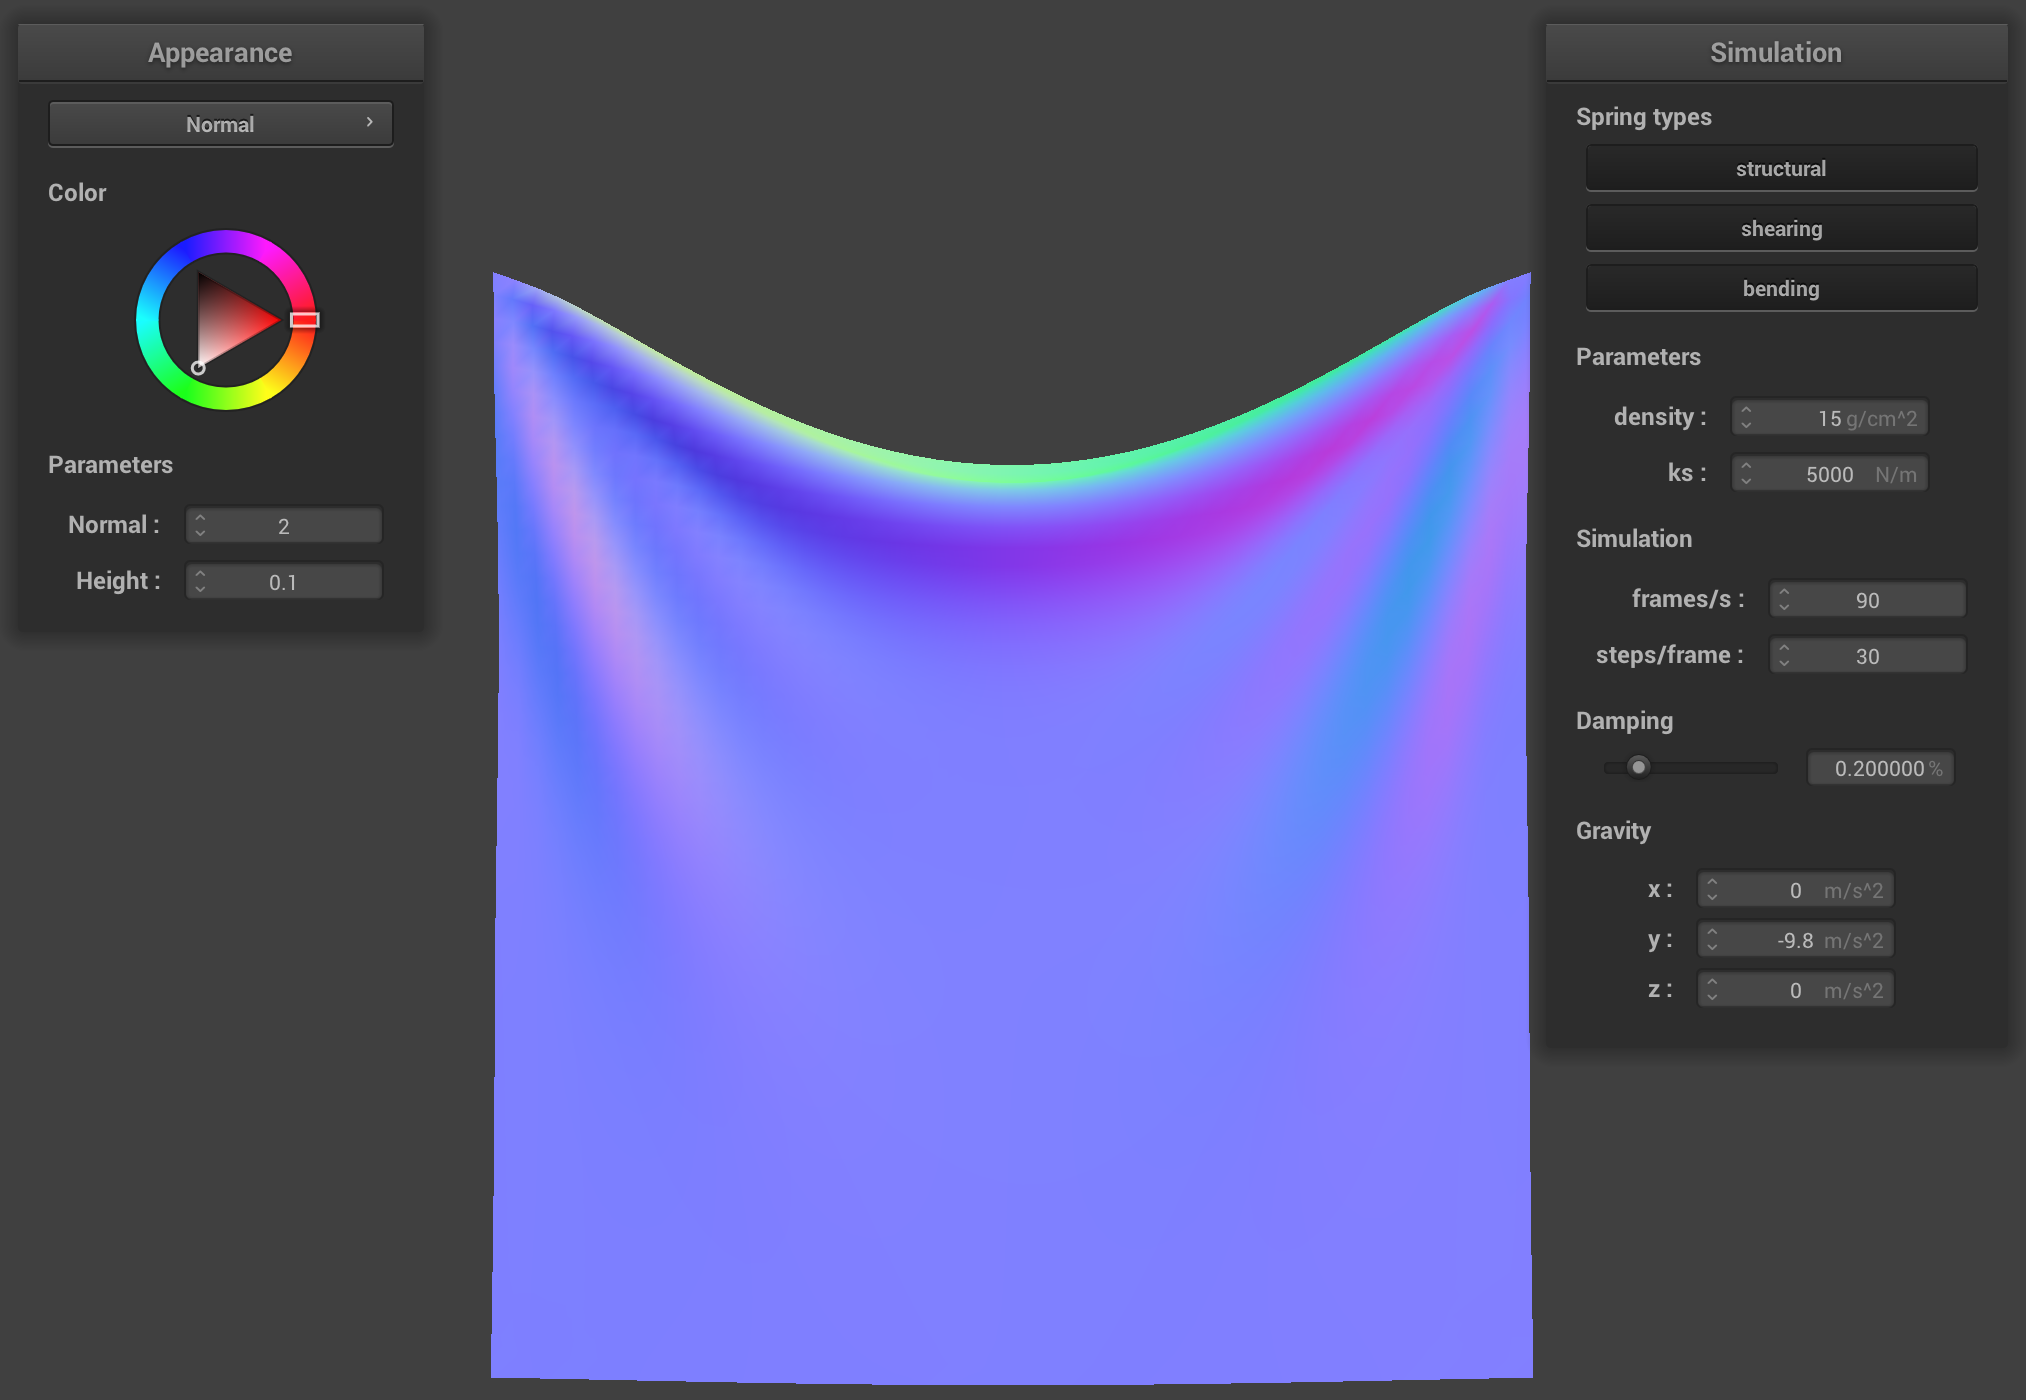 Appearance
Normal
Color
Parameters
Normal : 2
Height : 0.1
Simulation
Spring types
structural
shearing
bending
Parameters
density : 15 g/cm^2
ks : 5000 N/m
Simulation
frames/s : 90
steps/frame : 30
Damping
0.200000 %
Gravity
x : 0 m/s^2
y : -9.8 m/s^2
z : 0 m/s^2